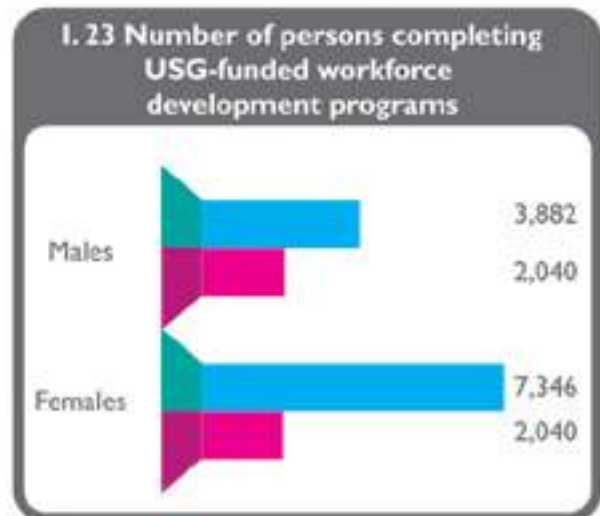 1. 23 Number of persons completing
USG-funded workforce
development programs
Males
3,882
2,040
Females
7,346
2,040